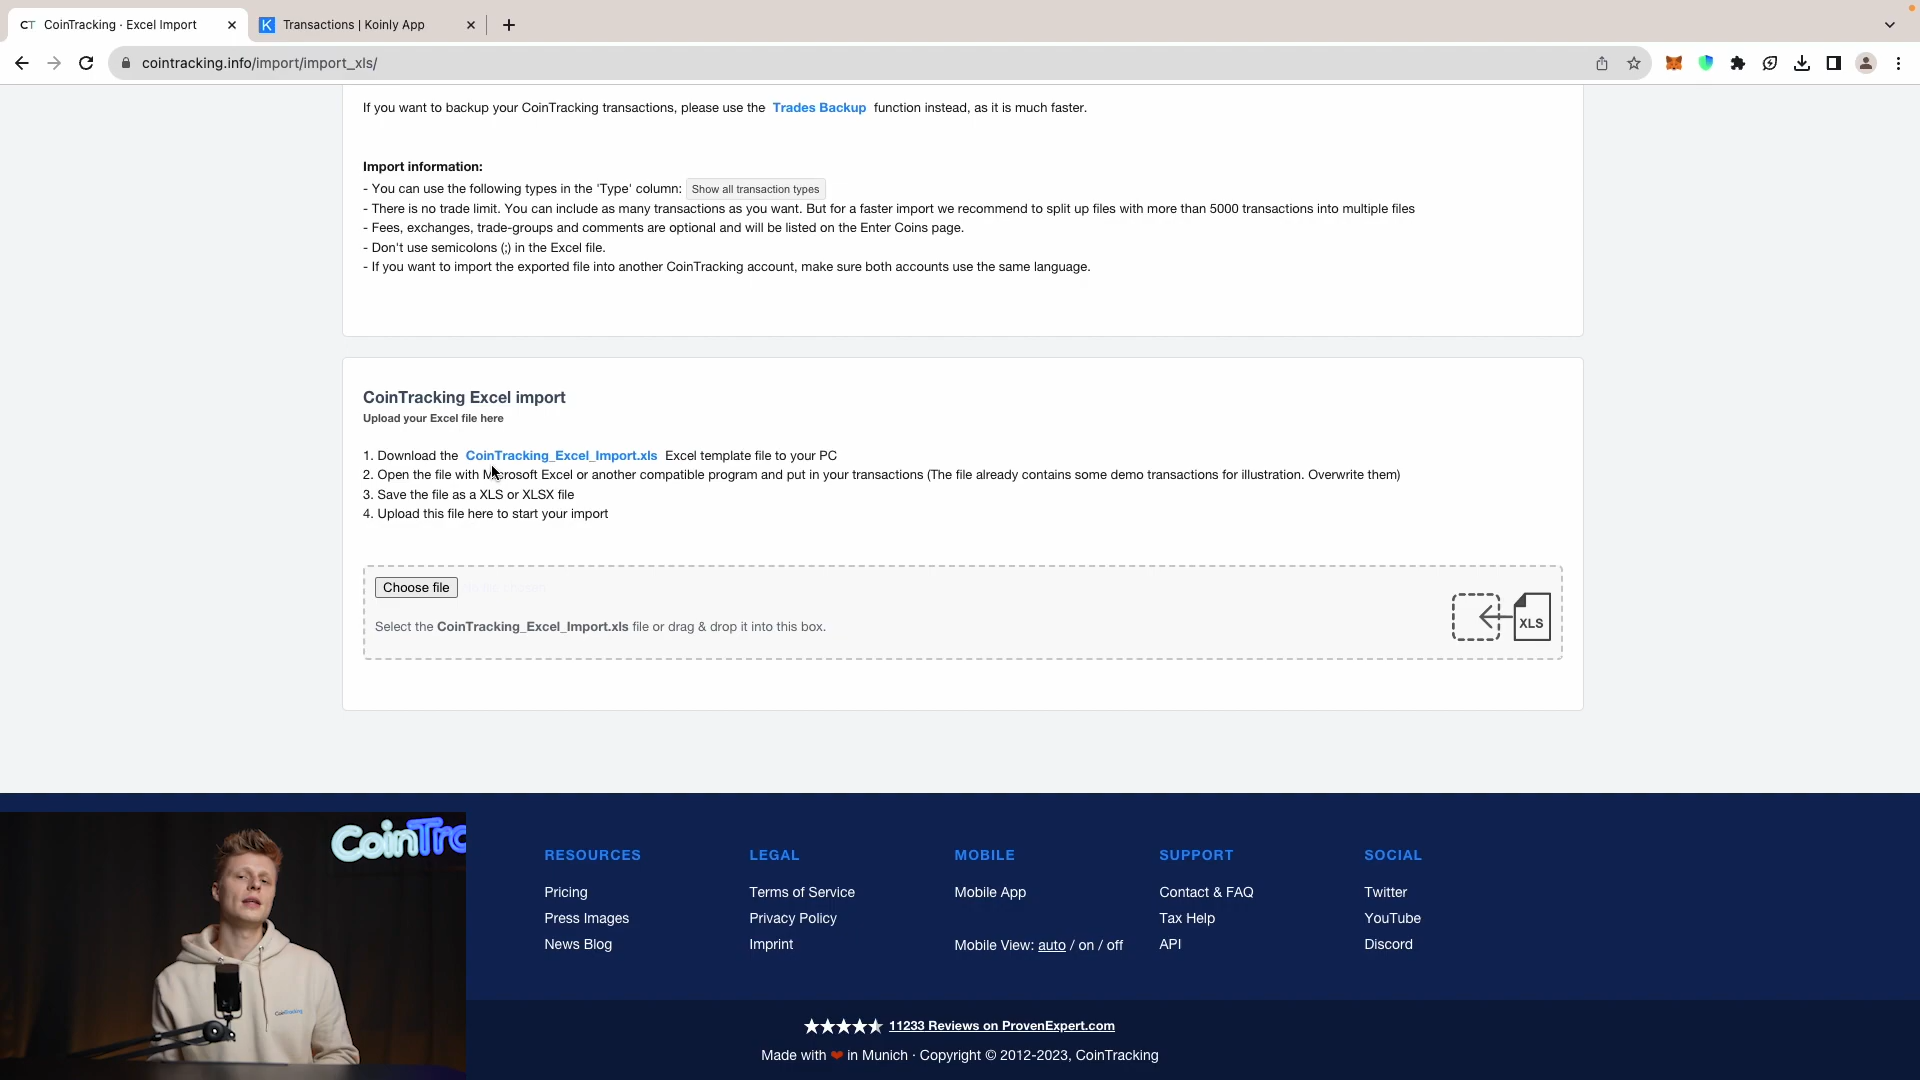 CT CoinTracking · Excel Import
Transactions | Koinly App
cointracking.info/import/import_xls/
If you want to backup your CoinTracking transactions, please use the Trades Backup function instead, as it is much faster.
Import information:
- You can use the following types in the 'Type' column: Show all transaction types
- There is no trade limit. You can include as many transactions as you want. But for a faster import we recommend to split up files with more than 5000 transactions into multiple files
- Fees, exchanges, trade-groups and comments are optional and will be listed on the Enter Coins page.
- Don't use semicolons (;) in the Excel file.
- If you want to import the exported file into another CoinTracking account, make sure both accounts use the same language.
CoinTracking Excel import
Upload your Excel file here
1. Download the CoinTracking_Excel_Import.xls Excel template file to your PC
2. Open the file with Microsoft Excel or another compatible program and put in your transactions (The file already contains some demo transactions for illustration. Overwrite them)
3. Save the file as a XLS or XLSX file
4. Upload this file here to start your import
Choose file
Select the CoinTracking_Excel_Import.xls file or drag & drop it into this box.
XLS
CoinTra
CoinTracking
RESOURCES
Pricing
Press Images
News Blog
LEGAL
Terms of Service
Privacy Policy
Imprint
MOBILE
Mobile App
Mobile View: auto / on / off
SUPPORT
Contact & FAQ
Tax Help
API
SOCIAL
Twitter
YouTube
Discord
11233 Reviews on ProvenExpert.com
Made with ❤ in Munich · Copyright © 2012-2023, CoinTracking